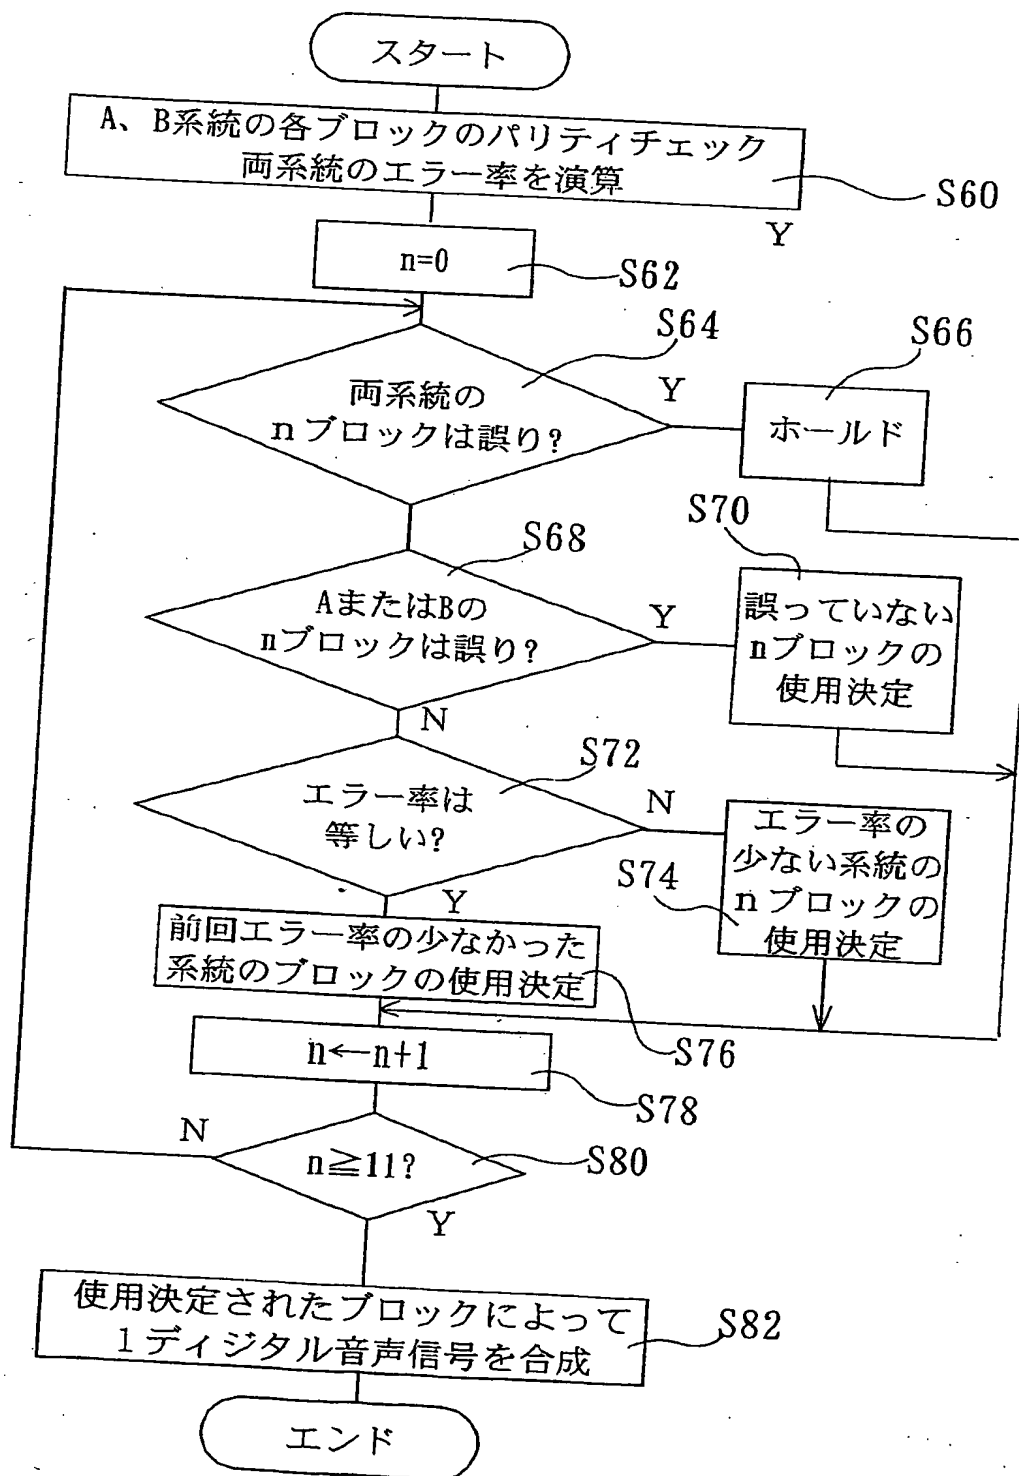 スタート
A、B系統の各ブロックのパリティチェック
両系統のエラー率を演算
S60
Y
n=0
S62
S64
両系統の
nブロックは誤り?
Y
S66
ホールド
S68
AまたはBの
nブロックは誤り?
Y
S70
誤っていない
nブロックの
使用決定
N
S72
エラー率は
等しい?
N
エラー率の
少ない系統の
nブロックの
使用決定
S74
Y
前回エラー率の少なかった
系統のブロックの使用決定
S76
n←n+1
S78
N
n≧11?
S80
Y
使用決定されたブロックによって
1ディジタル音声信号を合成
S82
エンド